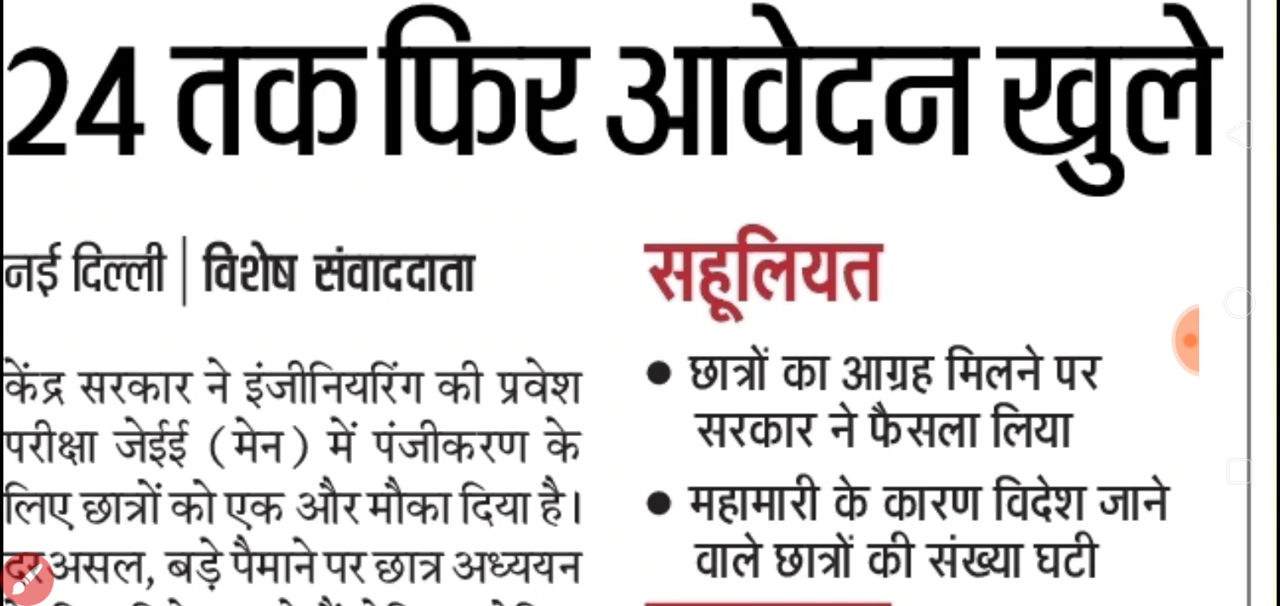 24 तक फिर आवेदन खुले
नई दिल्ली | विशेष संवाददाता
केंद्र सरकार ने इंजीनियरिंग की प्रवेश
परीक्षा जेईई (मेन) में पंजीकरण के
लिए छात्रों को एक और मौका दिया है।
दरअसल, बड़े पैमाने पर छात्र अध्ययन
सहूलियत
● छात्रों का आग्रह मिलने पर
सरकार ने फैसला लिया
● महामारी के कारण विदेश जाने
वाले छात्रों की संख्या घटी